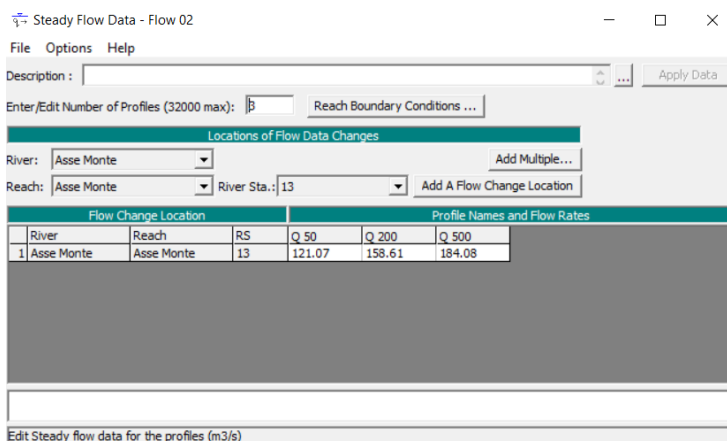 Steady Flow Data - Flow 02
File Options Help
Description :
... Apply Data
Enter/Edit Number of Profiles (32000 max): 3 Reach Boundary Conditions ...
Locations of Flow Data Changes
River: Asse Monte Add Multiple...
Reach: Asse Monte River Sta.: 13 Add A Flow Change Location
Flow Change Location Profile Names and Flow Rates
River Reach RS Q 50 Q 200 Q 500
1 Asse Monte Asse Monte 13 121.07 158.61 184.08
Edit Steady flow data for the profiles (m3/s)